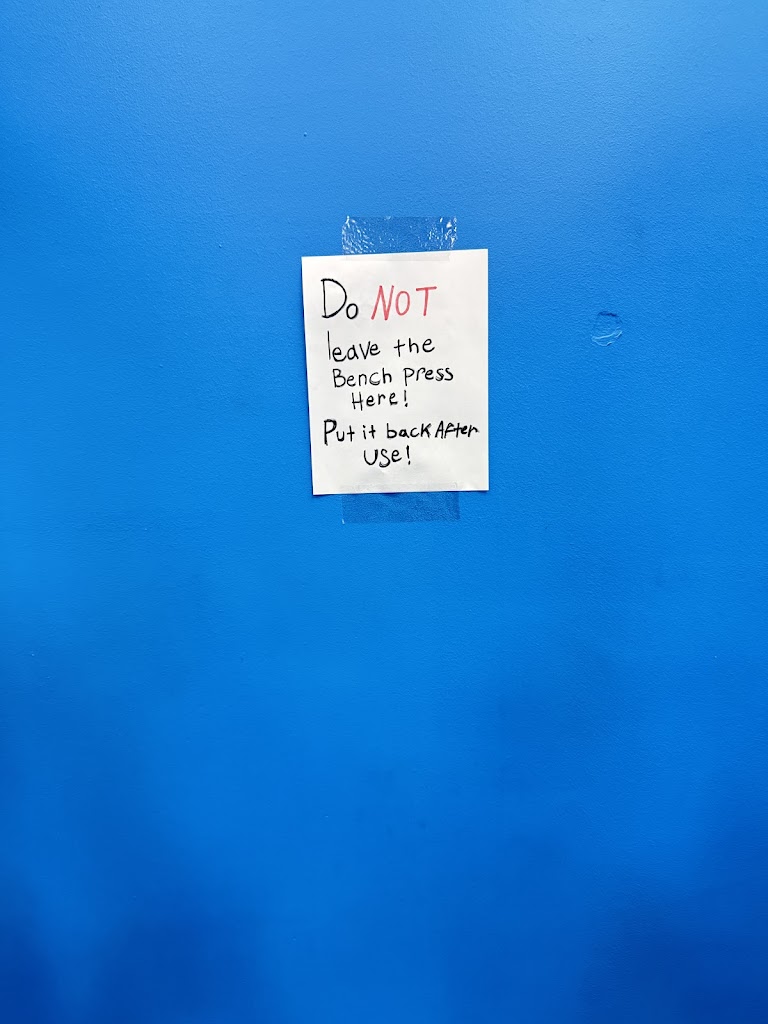 Do NOT
leave the
Bench press
Here!
Put it back After
use!